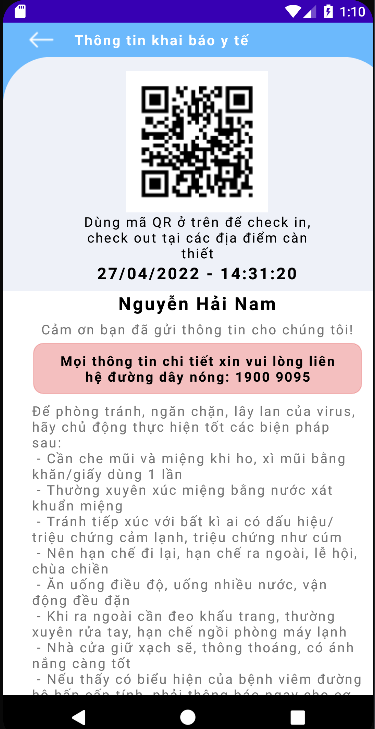 1:10
Thông tin khai báo y tế
Dùng mã QR ở trên để check in,
check out tại các địa điểm càn
thiết
27/04/2022 - 14:31:20
Nguyễn Hải Nam
Cảm ơn bạn đã gửi thông tin cho chúng tôi!
Mọi thông tin chi tiết xin vui lòng liên
hệ đường dây nóng: 1900 9095
Để phòng tránh, ngăn chặn, lây lan của virus,
hãy chủ động thực hiện tốt các biện pháp
sau:
- Cần che mũi và miệng khi ho, xì mũi bằng
khăn/giấy dùng 1 lần
- Thường xuyên xúc miệng bằng nước xát
khuẩn miệng
- Tránh tiếp xúc với bất kì ai có dấu hiệu/
triệu chứng cảm lạnh, triệu chứng như cúm
- Nên hạn chế đi lại, hạn chế ra ngoài, lễ hội,
chùa chiền
- Ăn uống điều độ, uống nhiều nước, vận
động đều đặn
- Khi ra ngoài cần đeo khẩu trang, thường
xuyên rửa tay, hạn chế ngồi phòng máy lạnh
- Nhà cửa giữ xạch sẽ, thông thoáng, có ánh
nắng càng tốt
- Nếu thấy có biểu hiện của bệnh viêm đường
hô hấp cấp tính, phải thông báo ngay cho cơ